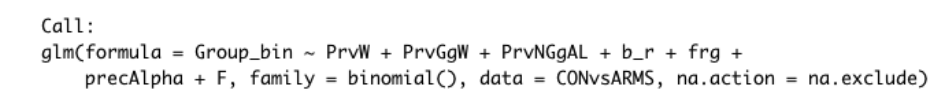 Call:
glm(formula = Group_bin ~ PrvW + PrvGgW + PrvNGgAL + b_r + frg +
    precAlpha + F, family = binomial(), data = CONvsARMS, na.action = na.exclude)